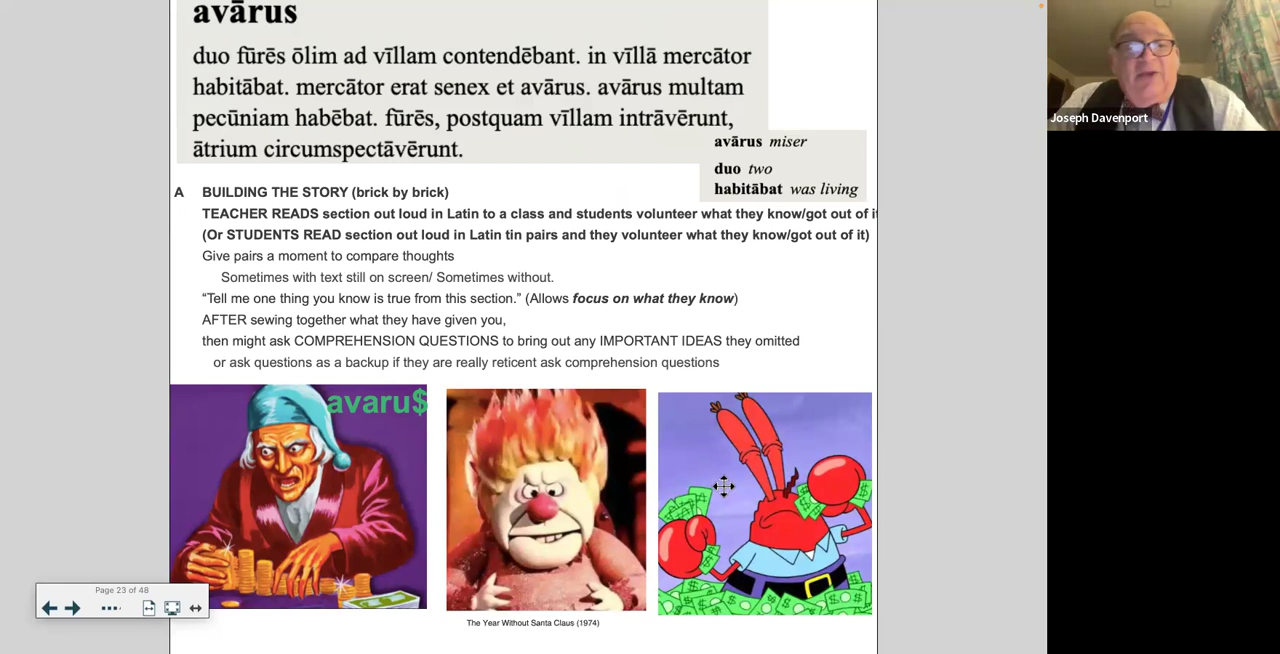 avārus
duo fūrēs ōlim ad vīllam contendēbant. in vīllā mercātor
habitābat. mercātor erat senex et avārus. avārus multam
pecūniam habēbat. fūrēs, postquam vīllam intrāvērunt,
ātrium circumspectāvērunt.
avārus miser
duo two
habitābat was living
A BUILDING THE STORY (brick by brick)
TEACHER READS section out loud in Latin to a class and students volunteer what they know/got out of
(Or STUDENTS READ section out loud in Latin tin pairs and they volunteer what they know/got out of it)
Give pairs a moment to compare thoughts
Sometimes with text still on screen/ Sometimes without.
“Tell me one thing you know is true from this section.” (Allows focus on what they know)
AFTER sewing together what they have given you,
then might ask COMPREHENSION QUESTIONS to bring out any IMPORTANT IDEAS they omitted
or ask questions as a backup if they are really reticent ask comprehension questions
avaru$
The Year Without Santa Claus (1974)
Page 23 of 48
Joseph Davenport